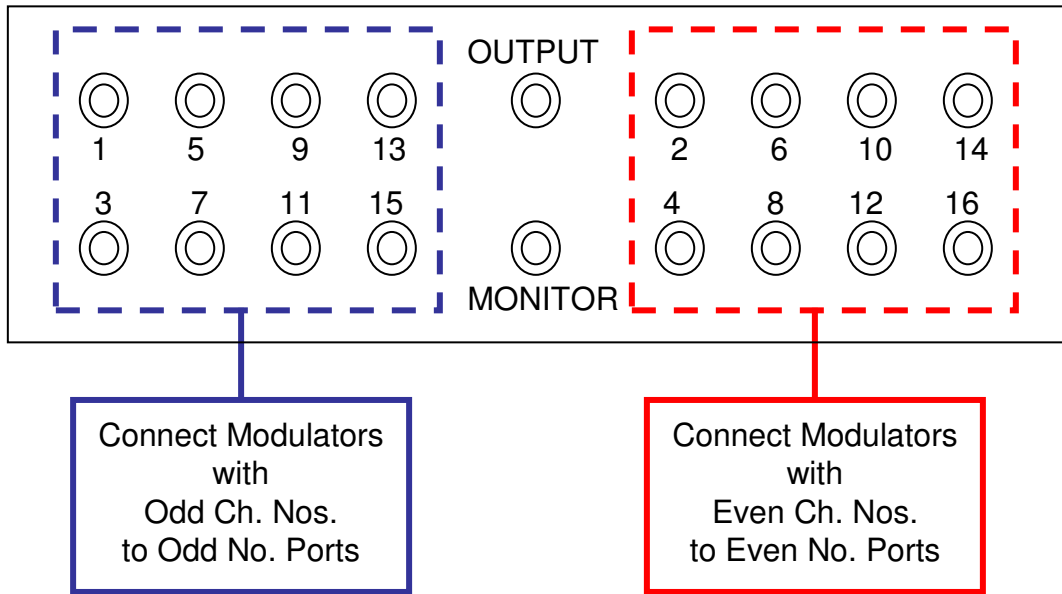 OUTPUT
1 5 9 13 2 6 10 14
3 7 11 15 4 8 12 16
MONITOR
Connect Modulators
with
Odd Ch. Nos.
to Odd No. Ports
Connect Modulators
with
Even Ch. Nos.
to Even No. Ports